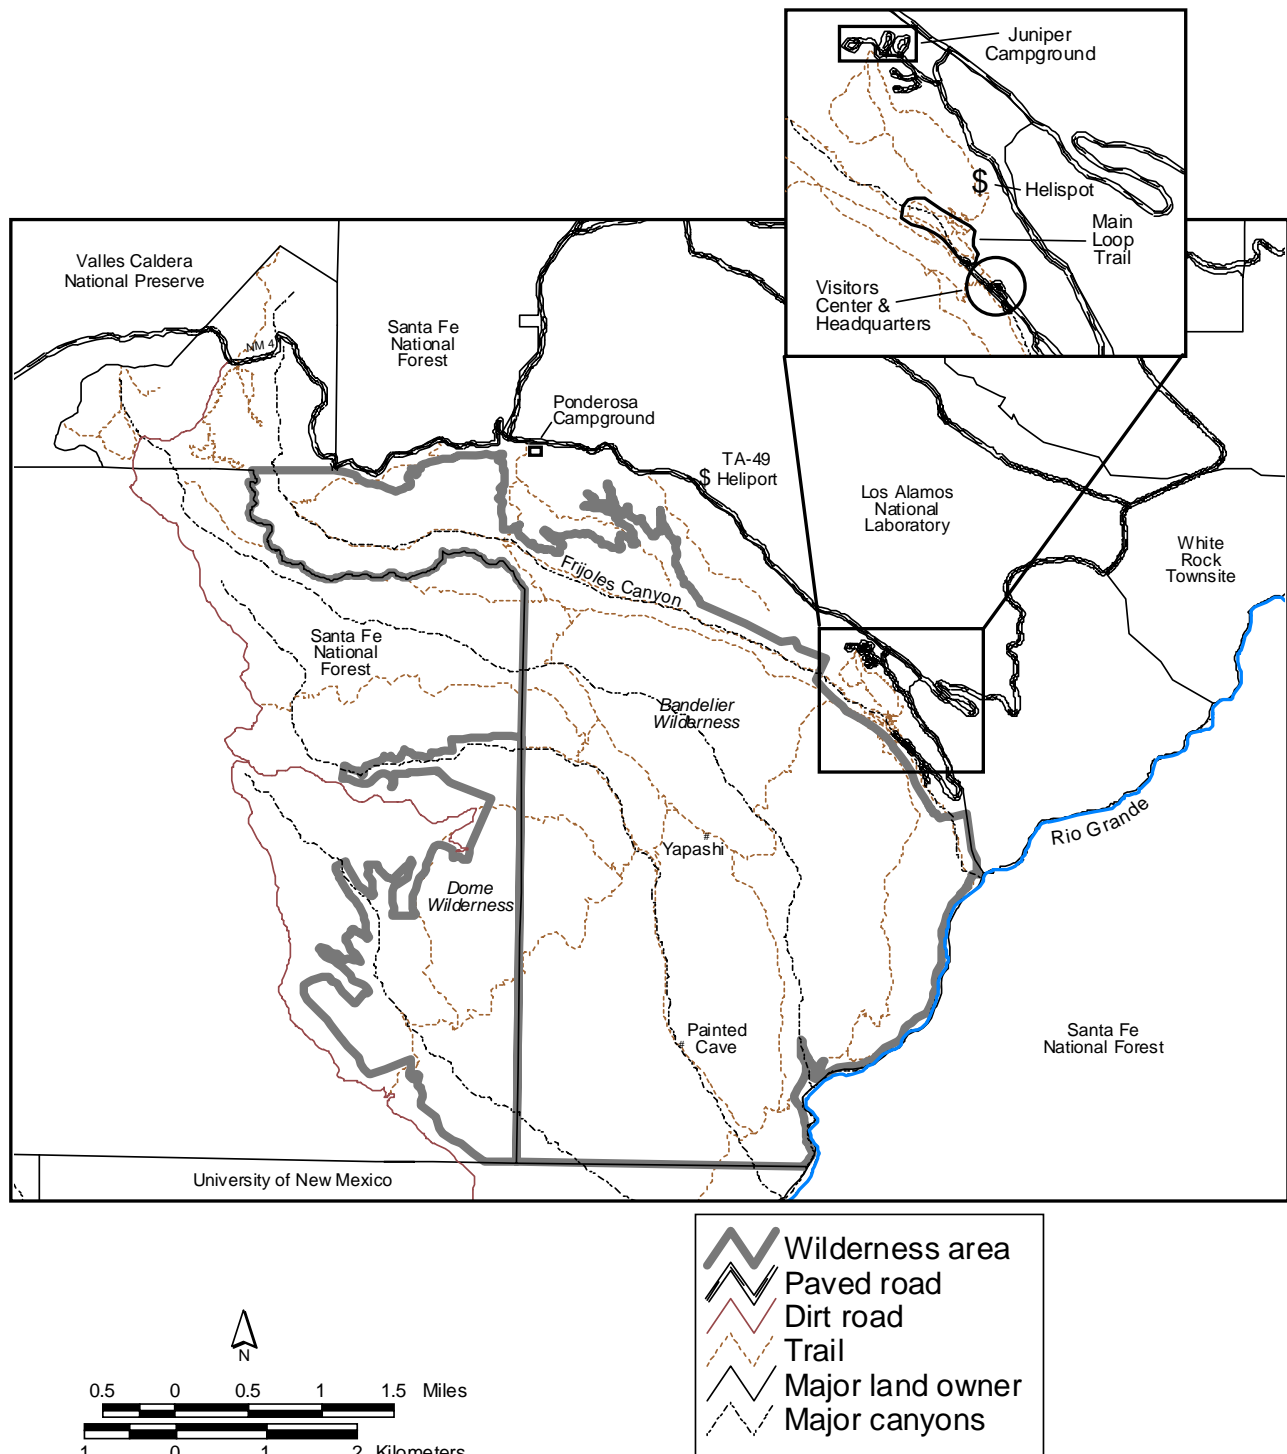 Juniper
Campground
$ Helispot
Main
Loop
Trail
Visitors
Center &
Headquarters
Valles Caldera
National Preserve
Santa Fe
National
Forest
NM 4
Ponderosa
Campground
TA-49
$ Heliport
Los Alamos
National
Laboratory
White
Rock
Townsite
Frijoles Canyon
Santa Fe
National
Forest
Bandelier
Wilderness
Rio Grande
#
Yapashi
Dome
Wilderness
Painted
# Cave
Santa Fe
National Forest
University of New Mexico
Wilderness area
Paved road
Dirt road
Trail
Major land owner
Major canyons
N
0.5 0 0.5 1 1.5 Miles
1 0 1 2 Kilometers